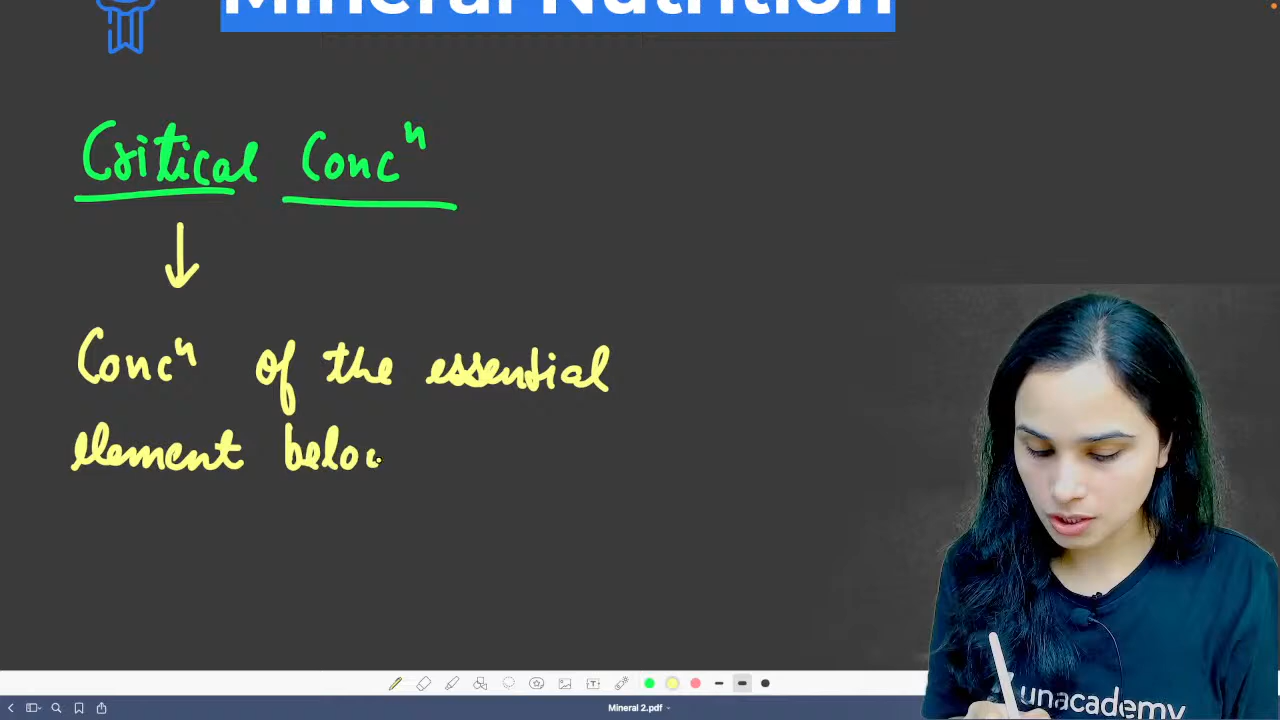 Mineral Nutrition
Critical Concⁿ
Concⁿ of the essential
element belo
unacademy
Mineral 2.pdf